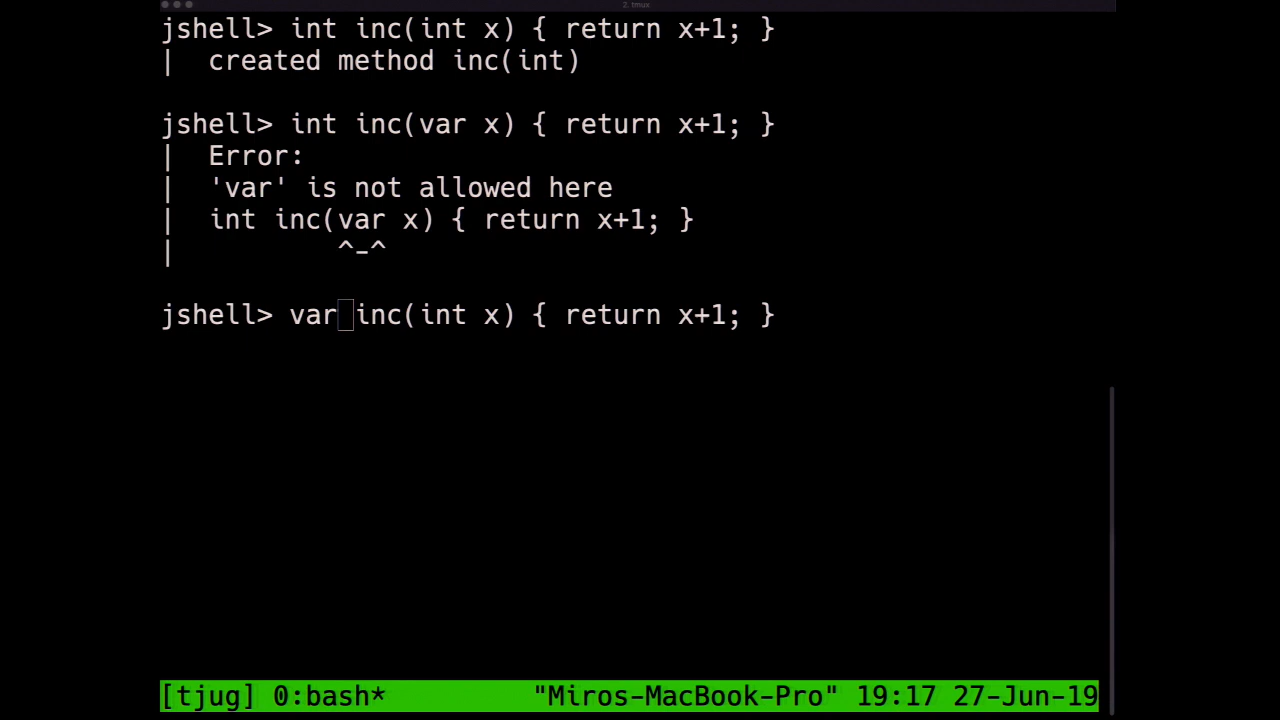 2. tmux
jshell> int inc(int x) { return x+1; }
|  created method inc(int)
jshell> int inc(var x) { return x+1; }
|  Error:
|  'var' is not allowed here
|  int inc(var x) { return x+1; }
|          ^-^
jshell> var inc(int x) { return x+1; }
[tjug] 0:bash* "Miros-MacBook-Pro" 19:17 27-Jun-19